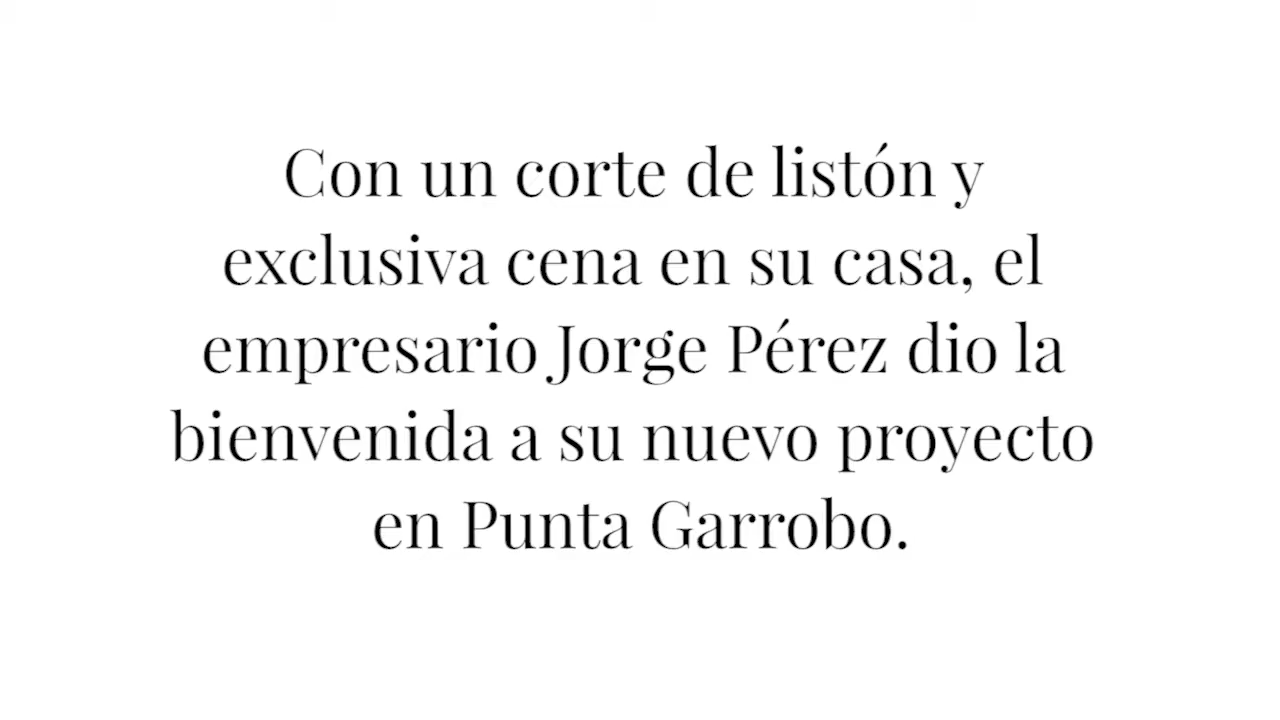 Con un corte de listón y
exclusiva cena en su casa, el
empresario Jorge Pérez dio la
bienvenida a su nuevo proyecto
en Punta Garrobo.